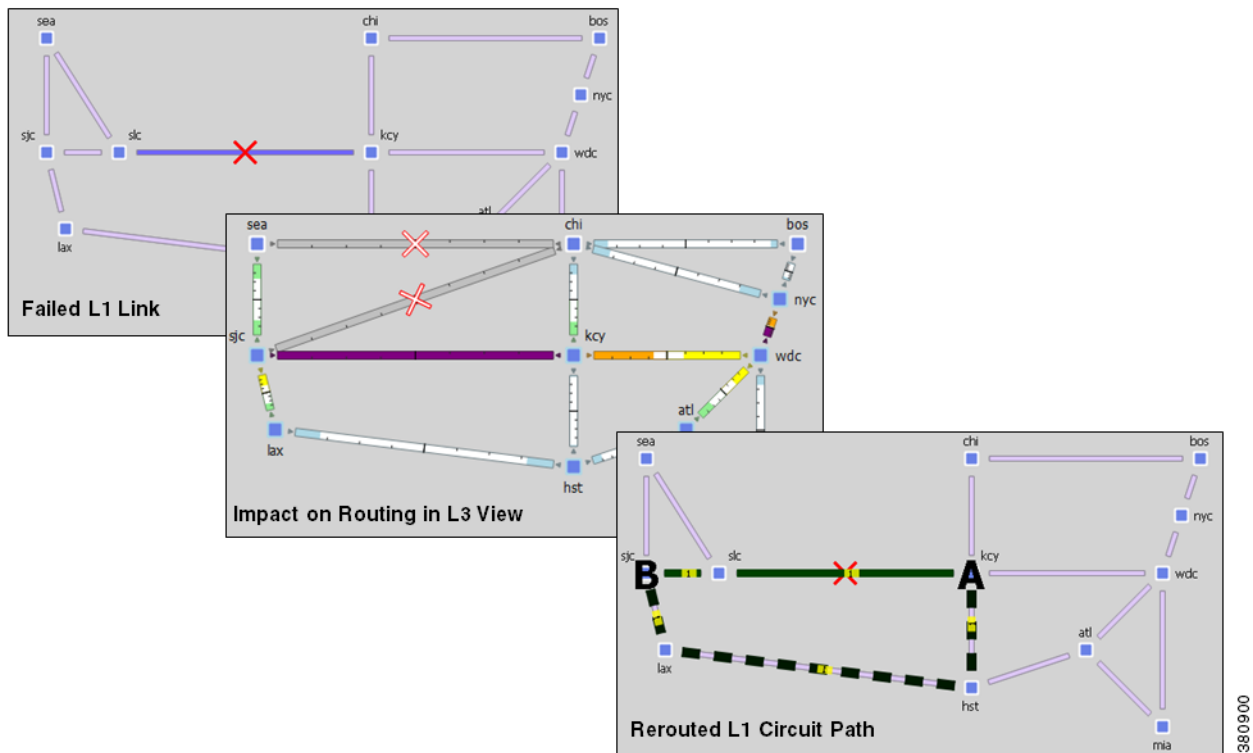 sea
chi
bos
nyc
sjc
slc
kcy
wdc
atl
lax
Failed L1 Link
sea
chi
bos
nyc
sjc
kcy
wdc
atl
lax
hst
Impact on Routing in L3 View
sea
chi
bos
nyc
sjc
slc
kcy
wdc
B
1
1
A
atl
lax
hst
mia
Rerouted L1 Circuit Path
380900